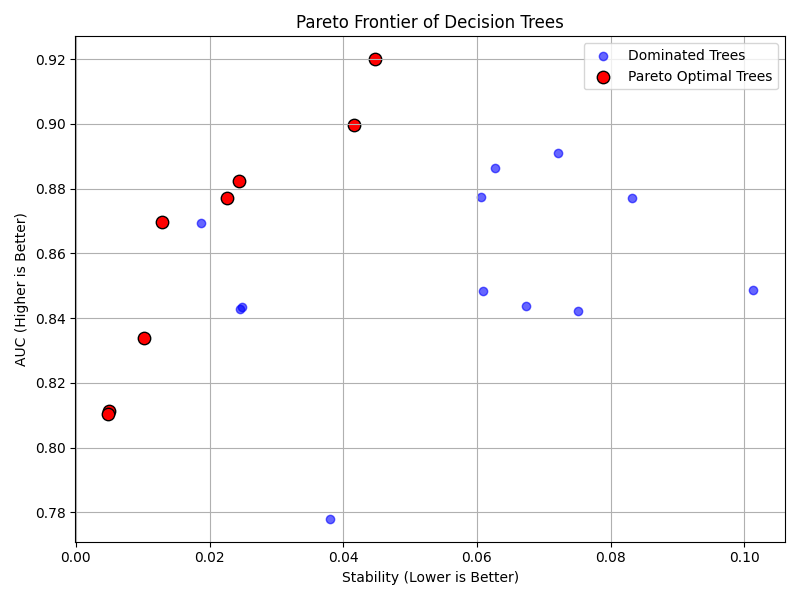 Pareto Frontier of Decision Trees
Dominated Trees
Pareto Optimal Trees
AUC (Higher is Better)
0.92
0.90
0.88
0.86
0.84
0.82
0.80
0.78
0.00 0.02 0.04 0.06 0.08 0.10
Stability (Lower is Better)